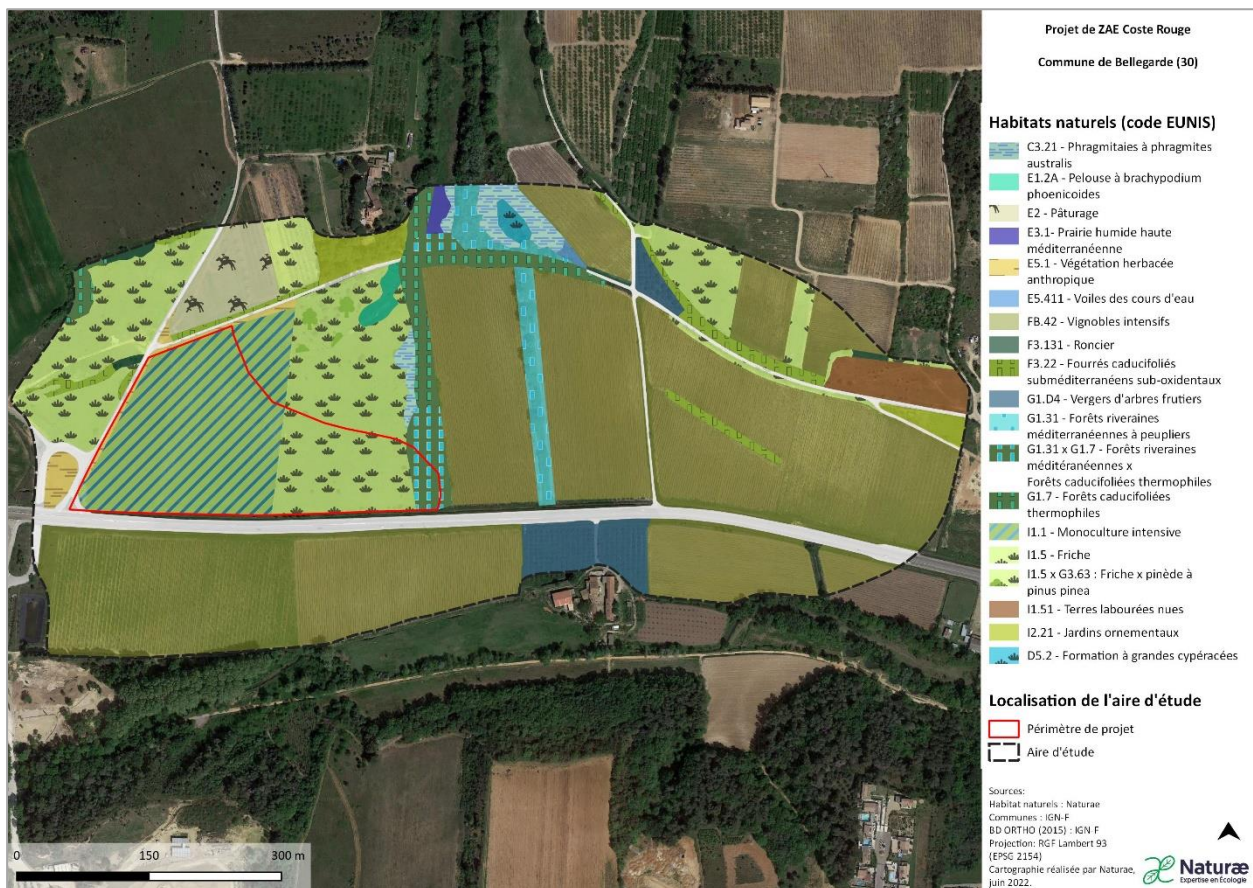 Projet de ZAE Coste Rouge
Commune de Bellegarde (30)
Habitats naturels (code EUNIS)
C3.21 - Phragmitaies à phragmites
australis
E1.2A - Pelouse à brachypodium
phoenicoides
E2 - Pâturage
E3.1- Prairie humide haute
méditerranéenne
E5.1 - Végétation herbacée
anthropique
E5.411 - Voiles des cours d'eau
FB.42 - Vignobles intensifs
F3.131 - Roncier
F3.22 - Fourrés caducifoliés
subméditerranéens sub-oxidentaux
G1.D4 - Vergers d'arbres frutiers
G1.31 - Forêts riveraines
méditerranéennes à peupliers
G1.31 x G1.7 - Forêts riveraines
méditéranéennes x
Forêts caducifoliées thermophiles
G1.7 - Forêts caducifoliées
thermophiles
I1.1 - Monoculture intensive
I1.5 - Friche
I1.5 x G3.63 : Friche x pinède à
pinus pinea
I1.51 - Terres labourées nues
I2.21 - Jardins ornementaux
D5.2 - Formation à grandes cypéracées
Localisation de l'aire d'étude
Périmètre de projet
Aire d'étude
Sources:
Habitat naturels : Naturae
Communes : IGN-F
BD ORTHO (2015) : IGN-F
Projection: RGF Lambert 93
(EPSG 2154)
Cartographie réalisée par Naturae,
juin 2022.
Naturæ
Expertise en Écologie
0 150 300 m